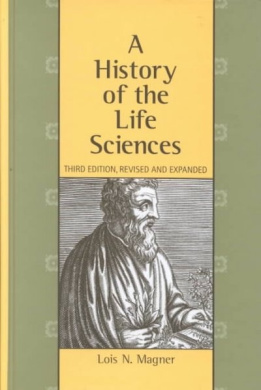 A
History
of the
Life
Sciences
THIRD EDITION, REVISED AND EXPANDED
Lois N. Magner